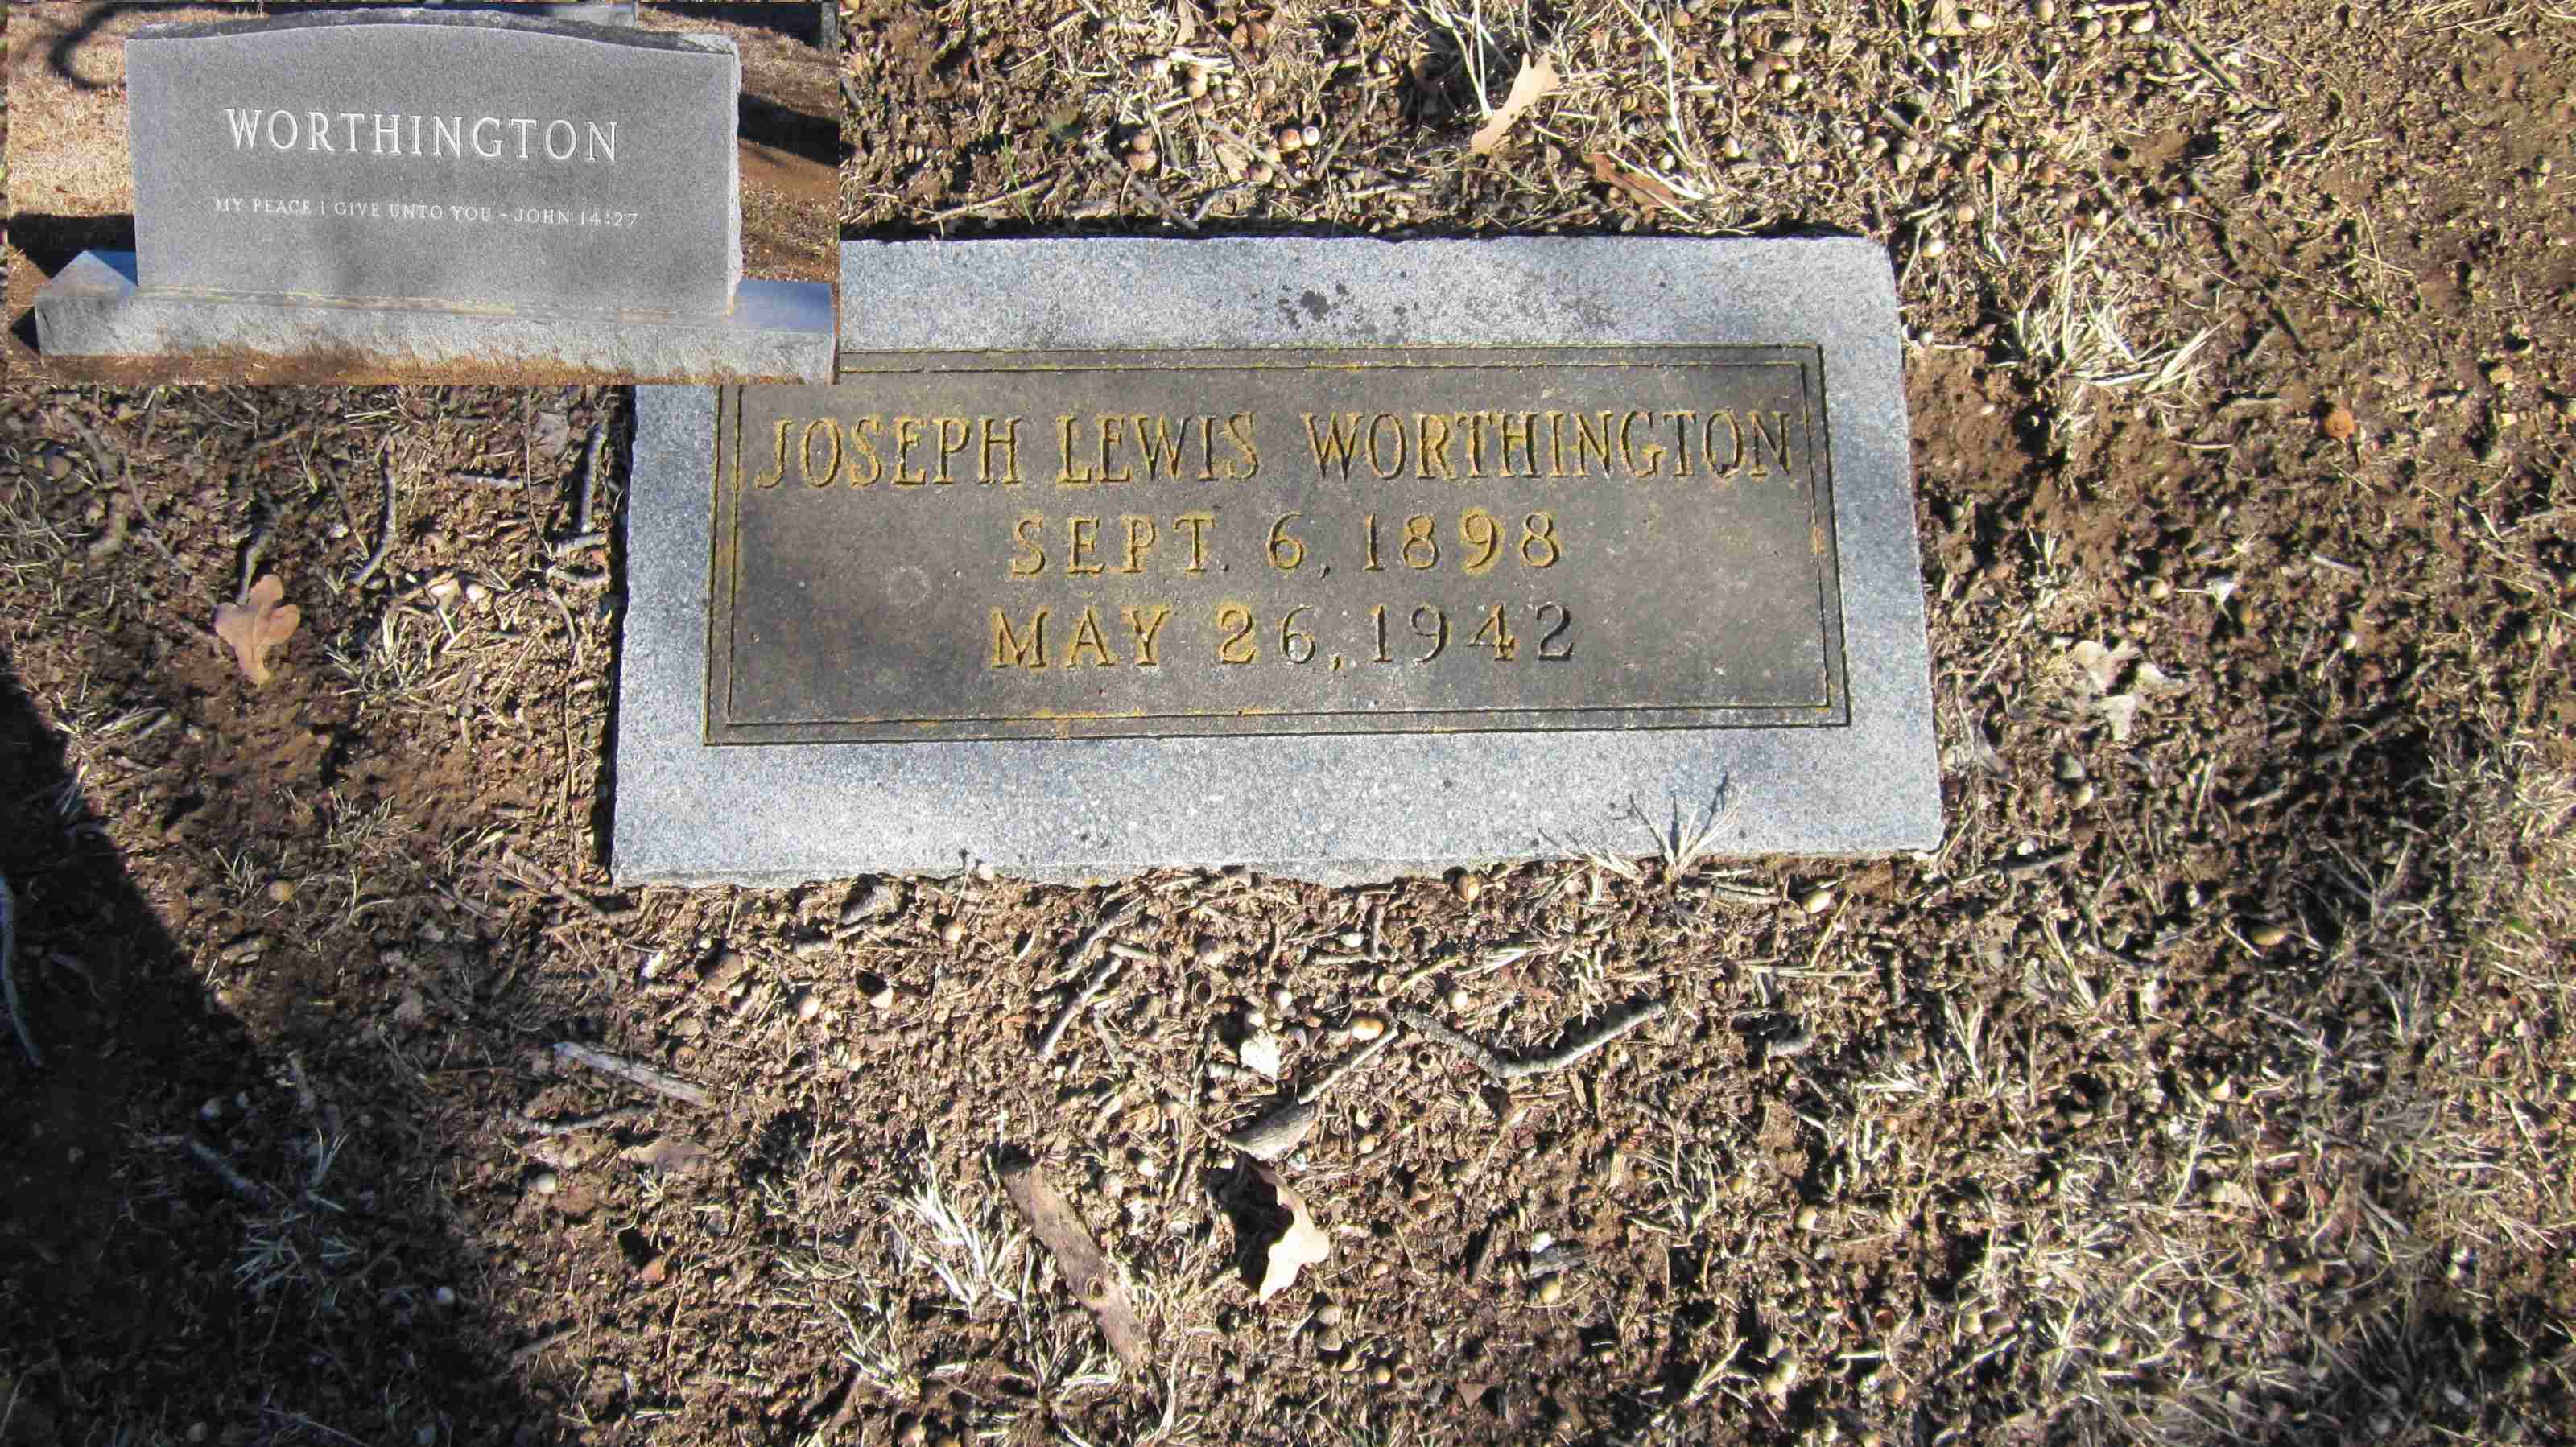 WORTHINGTON
MY PEACE I GIVE UNTO YOU - JOHN 14:27
JOSEPH LEWIS WORTHINGTON
SEPT. 6, 1898
MAY 26, 1942